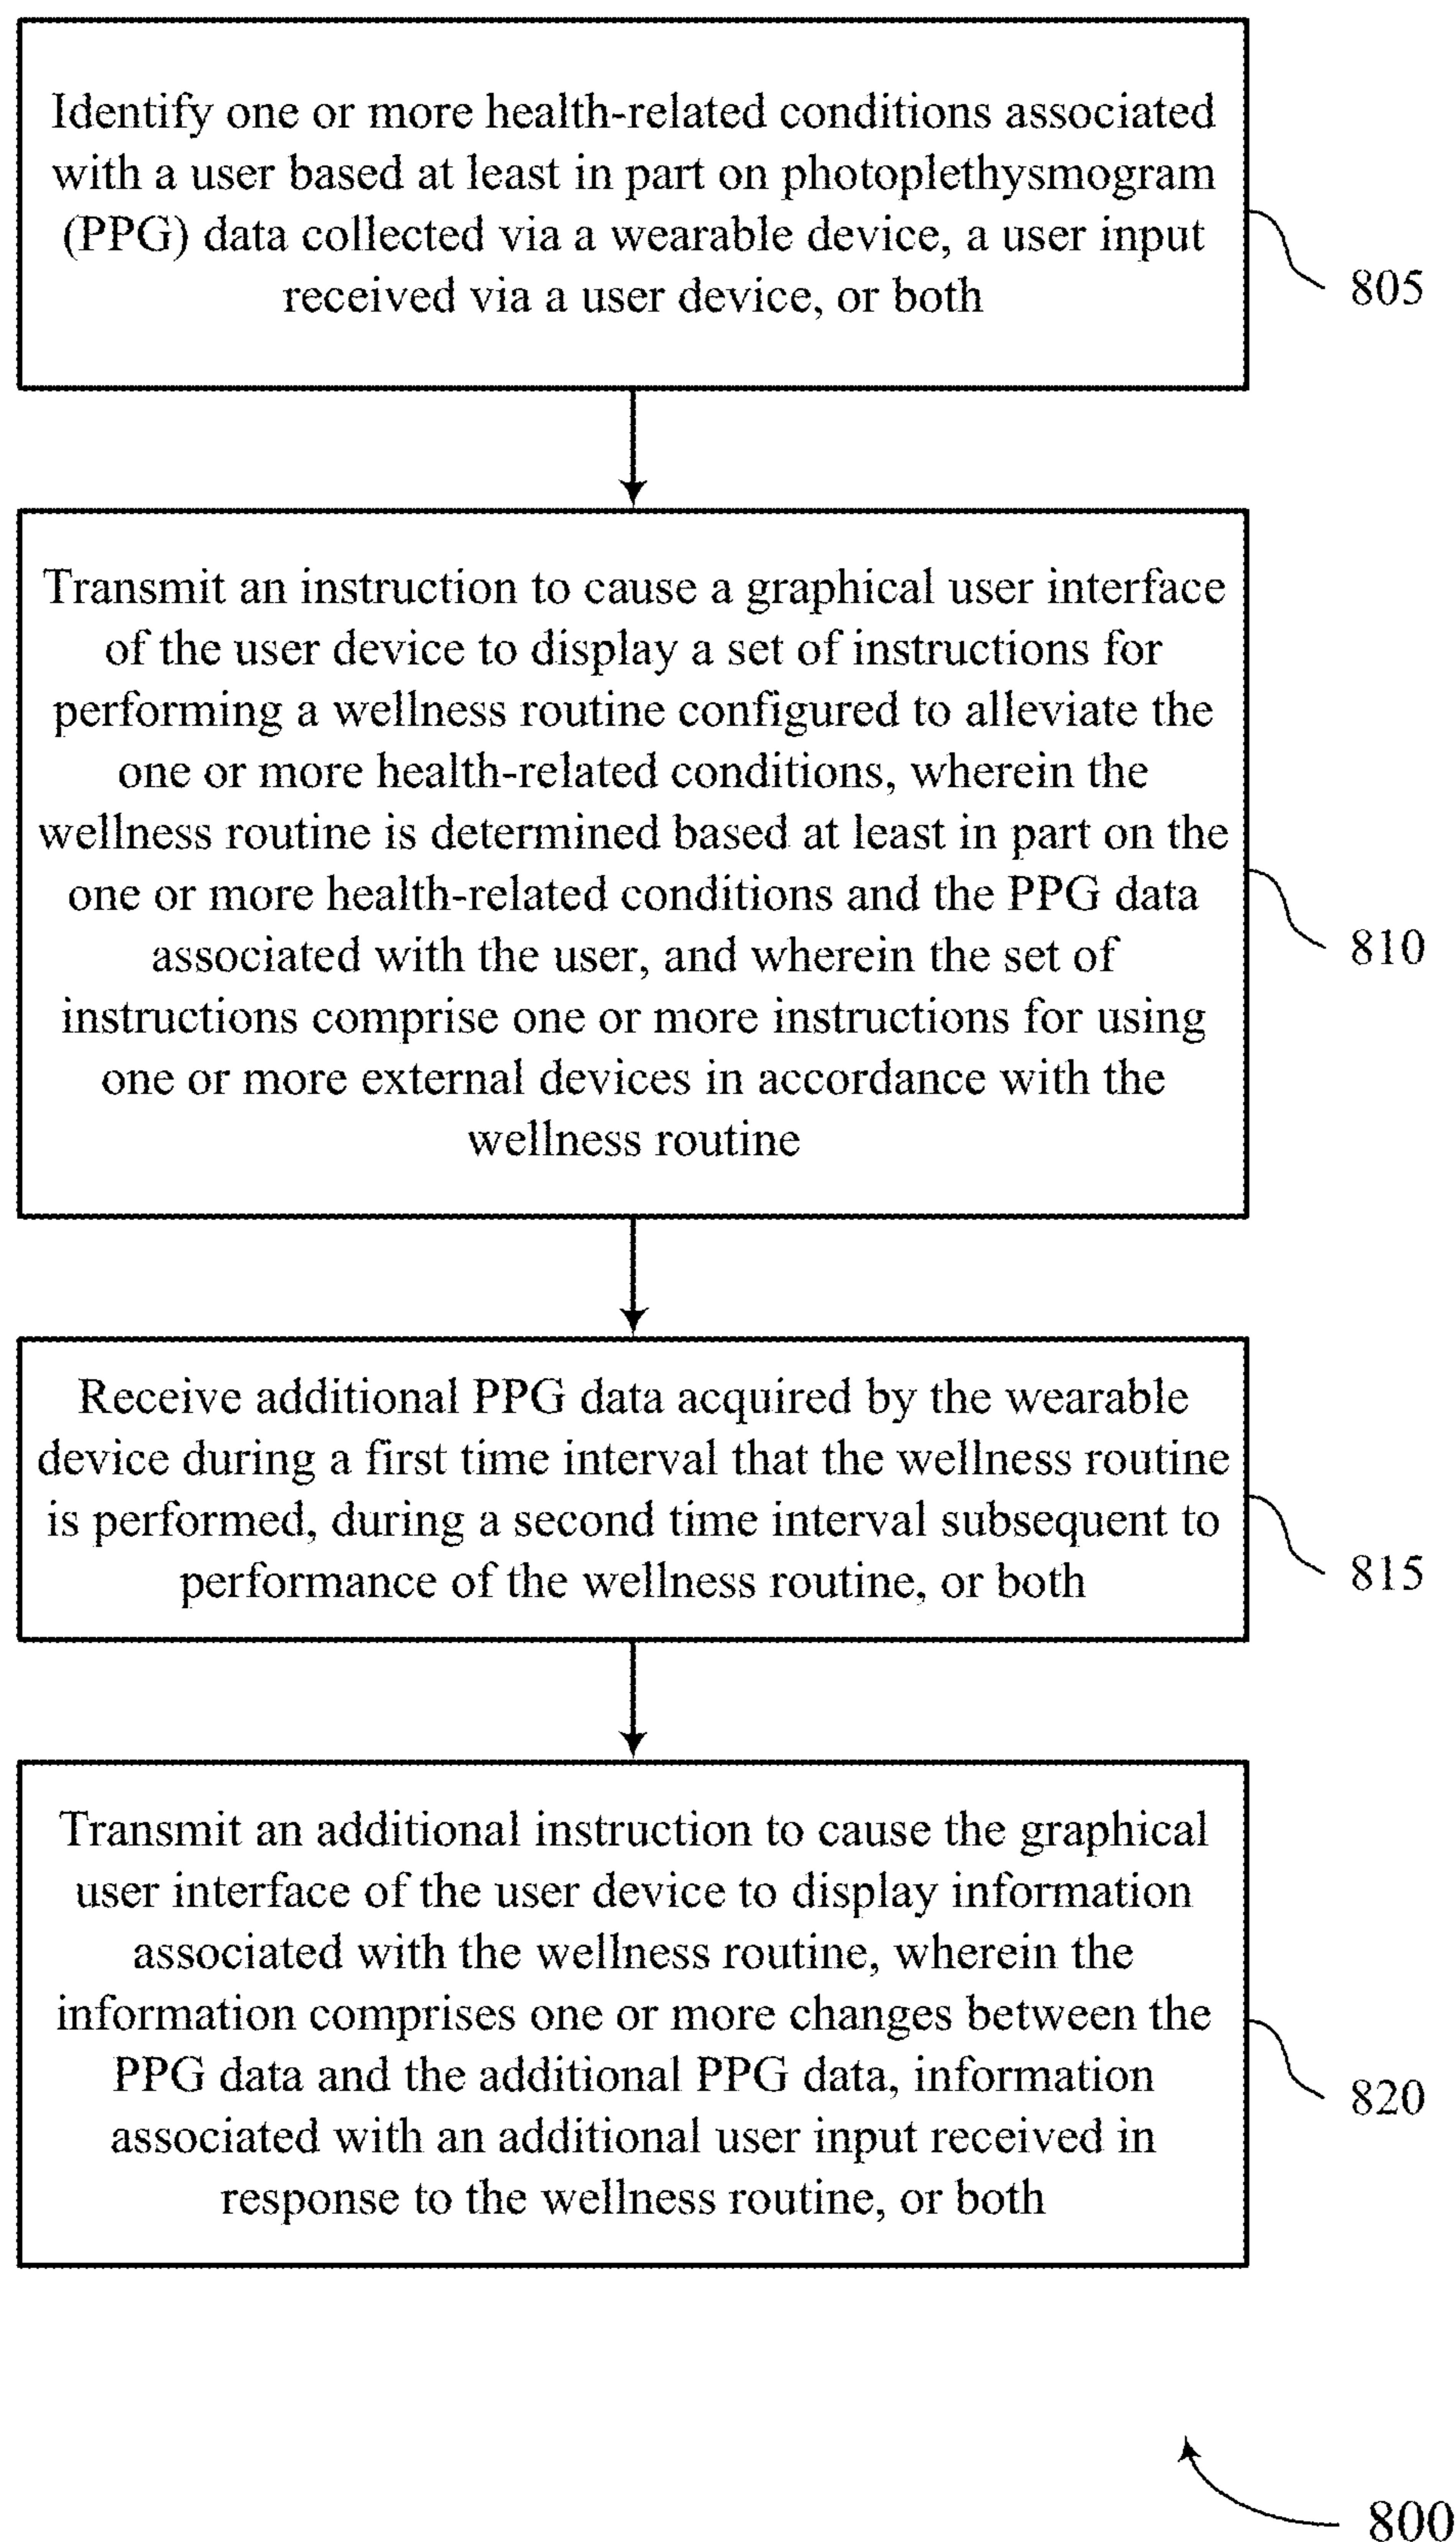 Identify one or more health-related conditions associated
with a user based at least in part on photoplethysmogram
(PPG) data collected via a wearable device, a user input
received via a user device, or both
805
Transmit an instruction to cause a graphical user interface
of the user device to display a set of instructions for
performing a wellness routine configured to alleviate the
one or more health-related conditions, wherein the
wellness routine is determined based at least in part on the
one or more health-related conditions and the PPG data
associated with the user, and wherein the set of
instructions comprise one or more instructions for using
one or more external devices in accordance with the
wellness routine
810
Receive additional PPG data acquired by the wearable
device during a first time interval that the wellness routine
is performed, during a second time interval subsequent to
performance of the wellness routine, or both
815
Transmit an additional instruction to cause the graphical
user interface of the user device to display information
associated with the wellness routine, wherein the
information comprises one or more changes between the
PPG data and the additional PPG data, information
associated with an additional user input received in
response to the wellness routine, or both
820
800